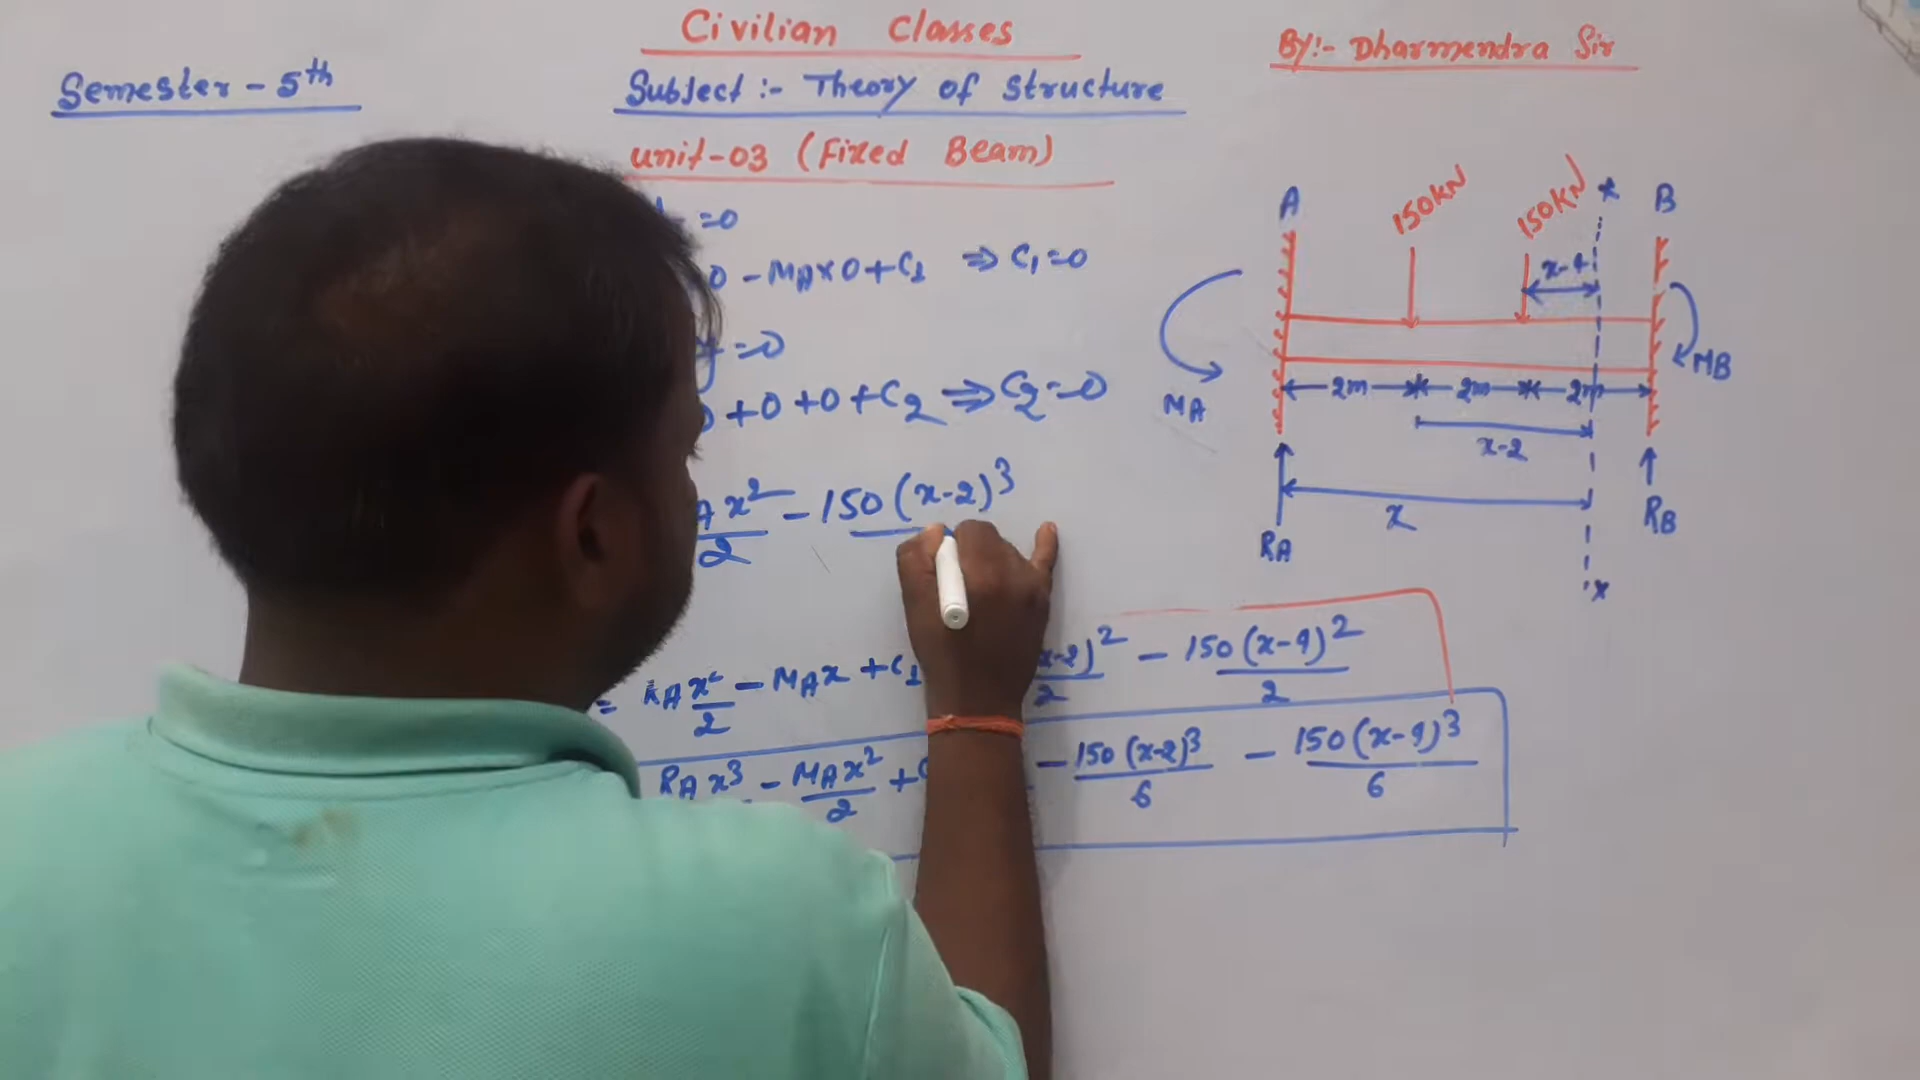 Civilian Classes
By:- Dharmendra Sir
Semester - 5th
Subject :- Theory of Structure
unit-03 (Fixed Beam)
=0
0 - MA×0 + C1 ⇒ C1=0
y=0
0 +0 +0 +C2 ⇒ C2=0
A x²/2 - 150(x-2)³
= RA x²/2 - MAx + C1 x-2)²/2 - 150(x-4)²/2
RA x³ - MAx²/2 + C - 150(x-2)³/6 - 150(x-4)³/6
A 150KN 150KN x B
x-4
MA 2m 2m 2m MB
x-2
x
RA RB
x